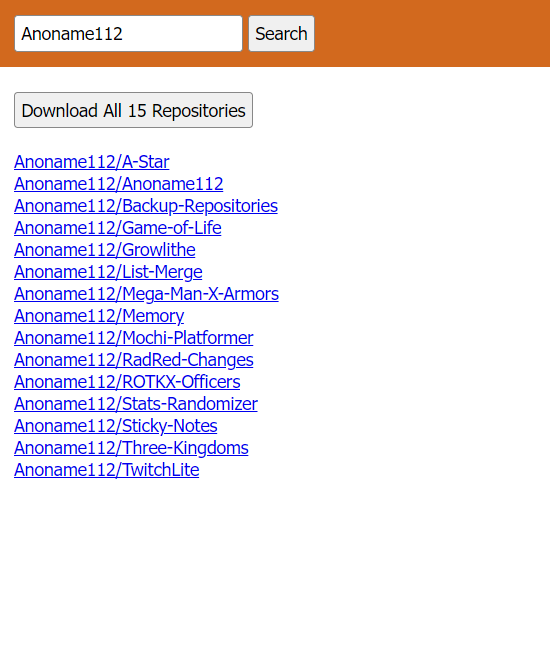 Anoname112 Search
Download All 15 Repositories
Anoname112/A-Star
Anoname112/Anoname112
Anoname112/Backup-Repositories
Anoname112/Game-of-Life
Anoname112/Growlithe
Anoname112/List-Merge
Anoname112/Mega-Man-X-Armors
Anoname112/Memory
Anoname112/Mochi-Platformer
Anoname112/RadRed-Changes
Anoname112/ROTKX-Officers
Anoname112/Stats-Randomizer
Anoname112/Sticky-Notes
Anoname112/Three-Kingdoms
Anoname112/TwitchLite